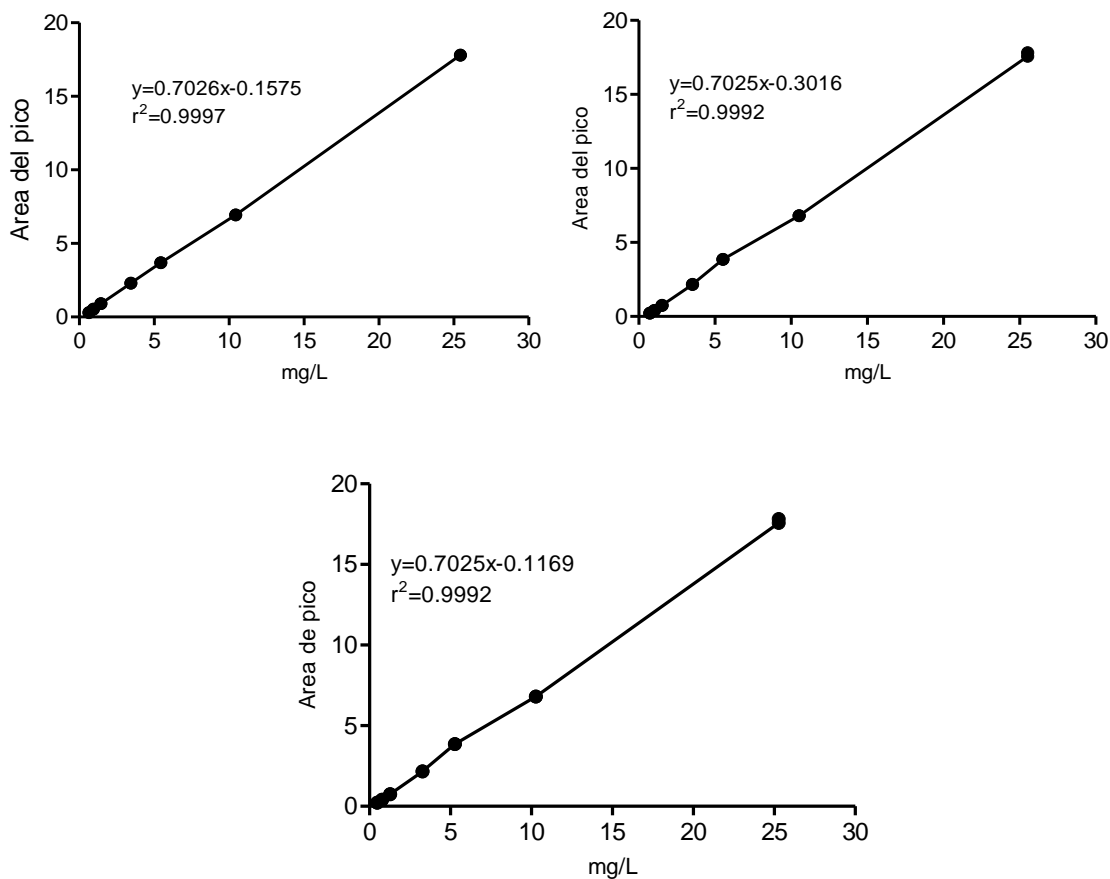 20
15
10
5
0
Area del pico
y=0.7026x-0.1575
r²=0.9997
0 5 10 15 20 25 30
mg/L
20
15
10
5
0
Area del pico
y=0.7025x-0.3016
r²=0.9992
0 5 10 15 20 25 30
mg/L
20
15
10
5
0
Area de pico
y=0.7025x-0.1169
r²=0.9992
0 5 10 15 20 25 30
mg/L